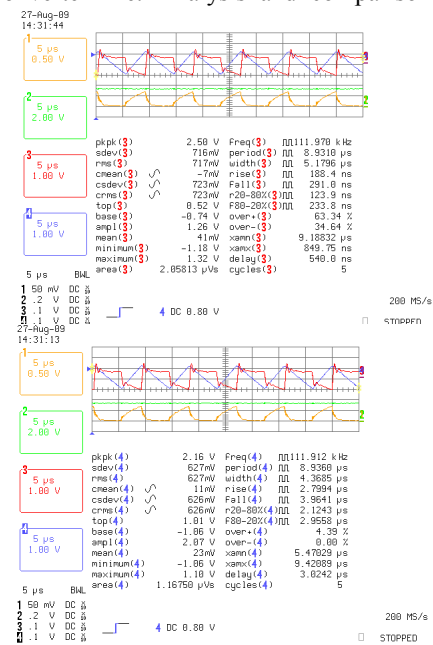 27-Aug-09
14:31:44
1
5 µs
0.50 V
2
5 µs
2.00 V
3
5 µs
1.00 V
4
5 µs
1.00 V
pkpk(3) 2.50 V freq(3) 111.970 kHz
sdev(3) 716mV period(3) 8.9310 µs
rms(3) 717mV width(3) 5.1796 µs
cmean(3) -7mV rise(3) 188.4 ns
csdev(3) 723mV fall(3) 291.0 ns
crms(3) 723mV r20-80%(3) 123.9 ns
top(3) 0.52 V f80-20%(3) 233.8 ns
base(3) -0.74 V over+(3) 63.34 %
ampl(3) 1.26 V over-(3) 34.64 %
mean(3) 41mV xamn(3) 9.18832 µs
minimum(3) -1.18 V xamx(3) 849.75 ns
maximum(3) 1.32 V delay(3) 540.0 ns
area(3) 2.05813 µVs cycles(3) 5
5 µs BWL
1 50 mV DC
2 .2 V DC
3 .1 V DC
4 .1 V DC
4 DC 0.80 V
200 MS/s
STOPPED
27-Aug-09
14:31:13
1
5 µs
0.50 V
2
5 µs
2.00 V
3
5 µs
1.00 V
4
5 µs
1.00 V
pkpk(4) 2.16 V freq(4) 111.912 kHz
sdev(4) 627mV period(4) 8.9360 µs
rms(4) 627mV width(4) 4.3685 µs
cmean(4) 11mV rise(4) 2.7994 µs
csdev(4) 626mV fall(4) 3.9641 µs
crms(4) 626mV r20-80%(4) 2.1243 µs
top(4) 1.01 V f80-20%(4) 2.9558 µs
base(4) -1.06 V over+(4) 4.39 %
ampl(4) 2.07 V over-(4) 0.00 %
mean(4) 23mV xamn(4) 5.47029 µs
minimum(4) -1.06 V xamx(4) 9.42089 µs
maximum(4) 1.10 V delay(4) 3.0242 µs
area(4) 1.16750 µVs cycles(4) 5
5 µs BWL
1 50 mV DC
2 .2 V DC
3 .1 V DC
4 .1 V DC
4 DC 0.80 V
200 MS/s
STOPPED